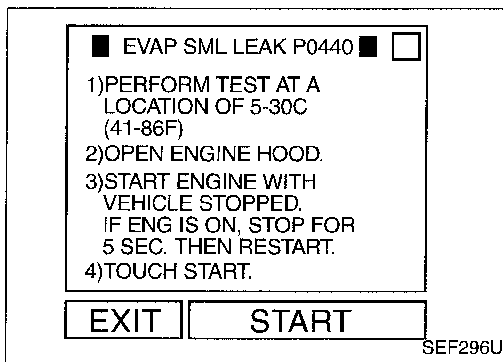 EVAP SML LEAK P0440
1)PERFORM TEST AT A
LOCATION OF 5-30C
(41-86F)
2)OPEN ENGINE HOOD.
3)START ENGINE WITH
VEHICLE STOPPED.
IF ENG IS ON, STOP FOR
5 SEC. THEN RESTART.
4)TOUCH START.
EXIT START
SEF296U